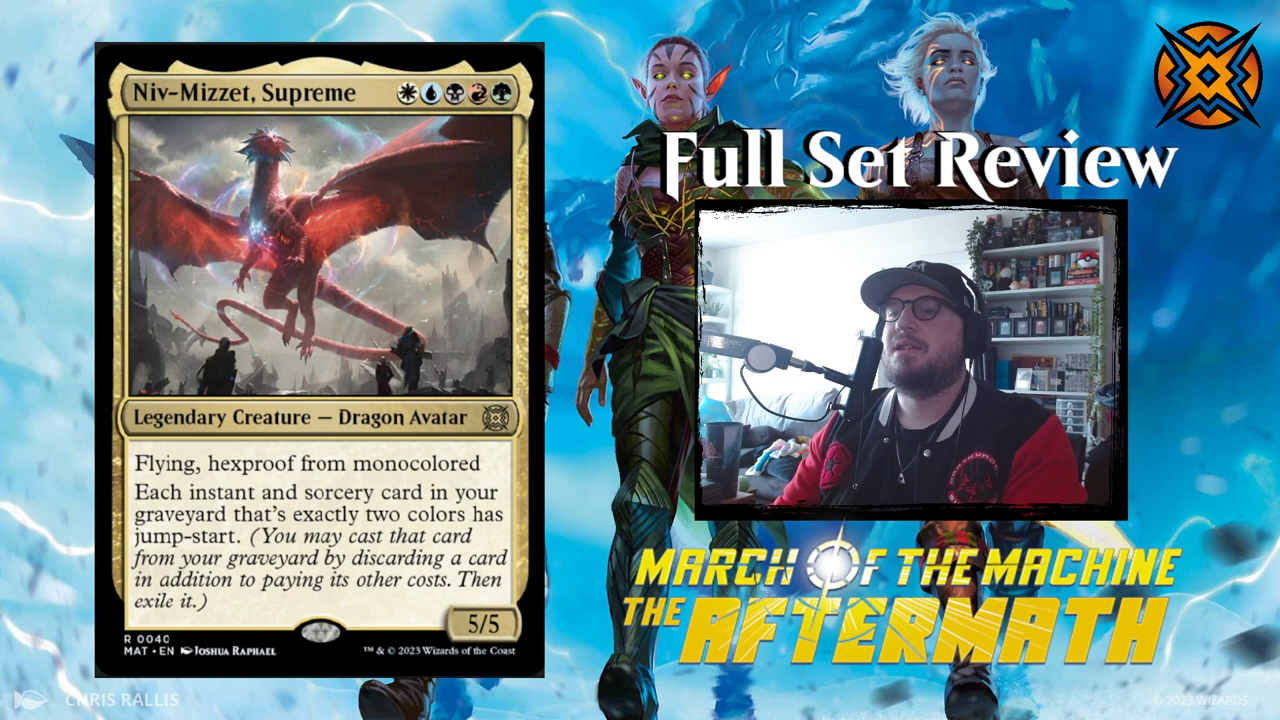 Niv-Mizzet, Supreme
Legendary Creature — Dragon Avatar
Flying, hexproof from monocolored
Each instant and sorcery card in your
graveyard that's exactly two colors has
jump-start. (You may cast that card
from your graveyard by discarding a card
in addition to paying its other costs. Then
exile it.)
5/5
R 0040
MAT • EN JOSHUA RAPHAEL
™ & © 2023 Wizards of the Coast
Full Set Review
MARCH OF THE MACHINE
THE AFTERMATH
CHRIS RALLIS
© 2023 WIZARDS